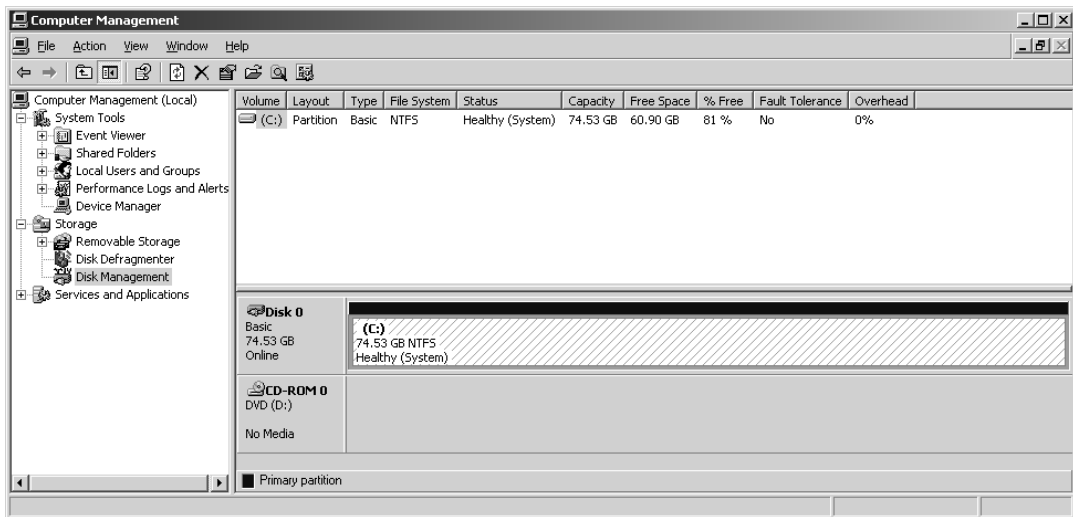 Computer Management
File Action View Window Help
Computer Management (Local)
System Tools
Event Viewer
Shared Folders
Local Users and Groups
Performance Logs and Alerts
Device Manager
Storage
Removable Storage
Disk Defragmenter
Disk Management
Services and Applications
Volume Layout Type File System Status Capacity Free Space % Free Fault Tolerance Overhead
(C:) Partition Basic NTFS Healthy (System) 74.53 GB 60.90 GB 81 % No 0%
Disk 0
Basic
74.53 GB
Online
(C:)
74.53 GB NTFS
Healthy (System)
CD-ROM 0
DVD (D:)
No Media
Primary partition